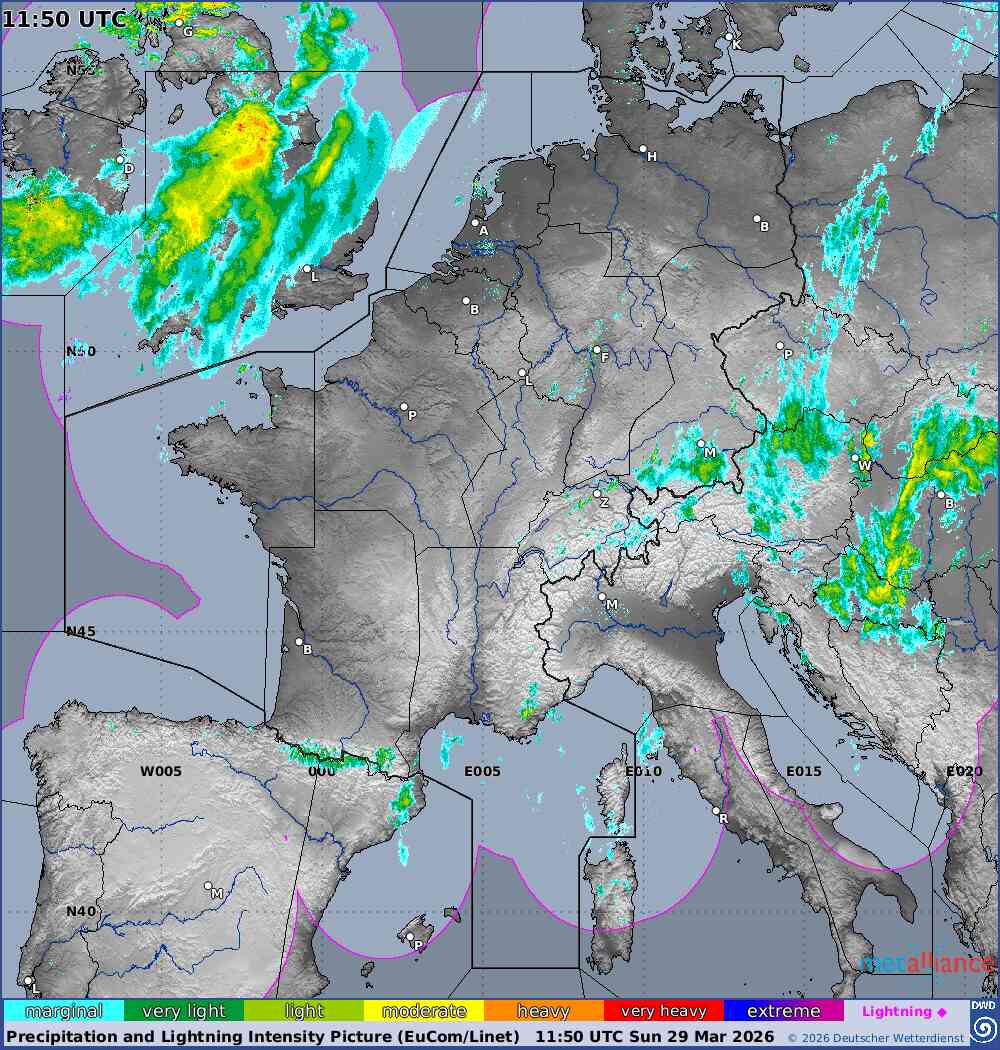 11:50 UTC
G
K
N55
H
D
B
A
L
B
N50
P
F
L
P
M
W
Z
B
M
N45
B
W005
000
E005
E010
E015
E020
R
M
N40
P
L
metalliance
marginal very light light moderate heavy very heavy extreme Lightning ◆
DWD
Precipitation and Lightning Intensity Picture (EuCom/Linet) 11:50 UTC Sun 29 Mar 2026 © 2026 Deutscher Wetterdienst